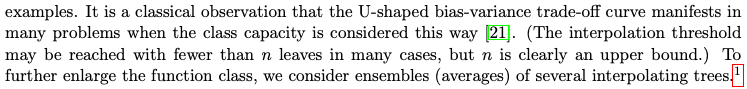 examples. It is a classical observation that the U-shaped bias-variance trade-off curve manifests in
many problems when the class capacity is considered this way [21]. (The interpolation threshold
may be reached with fewer than n leaves in many cases, but n is clearly an upper bound.) To
further enlarge the function class, we consider ensembles (averages) of several interpolating trees.1